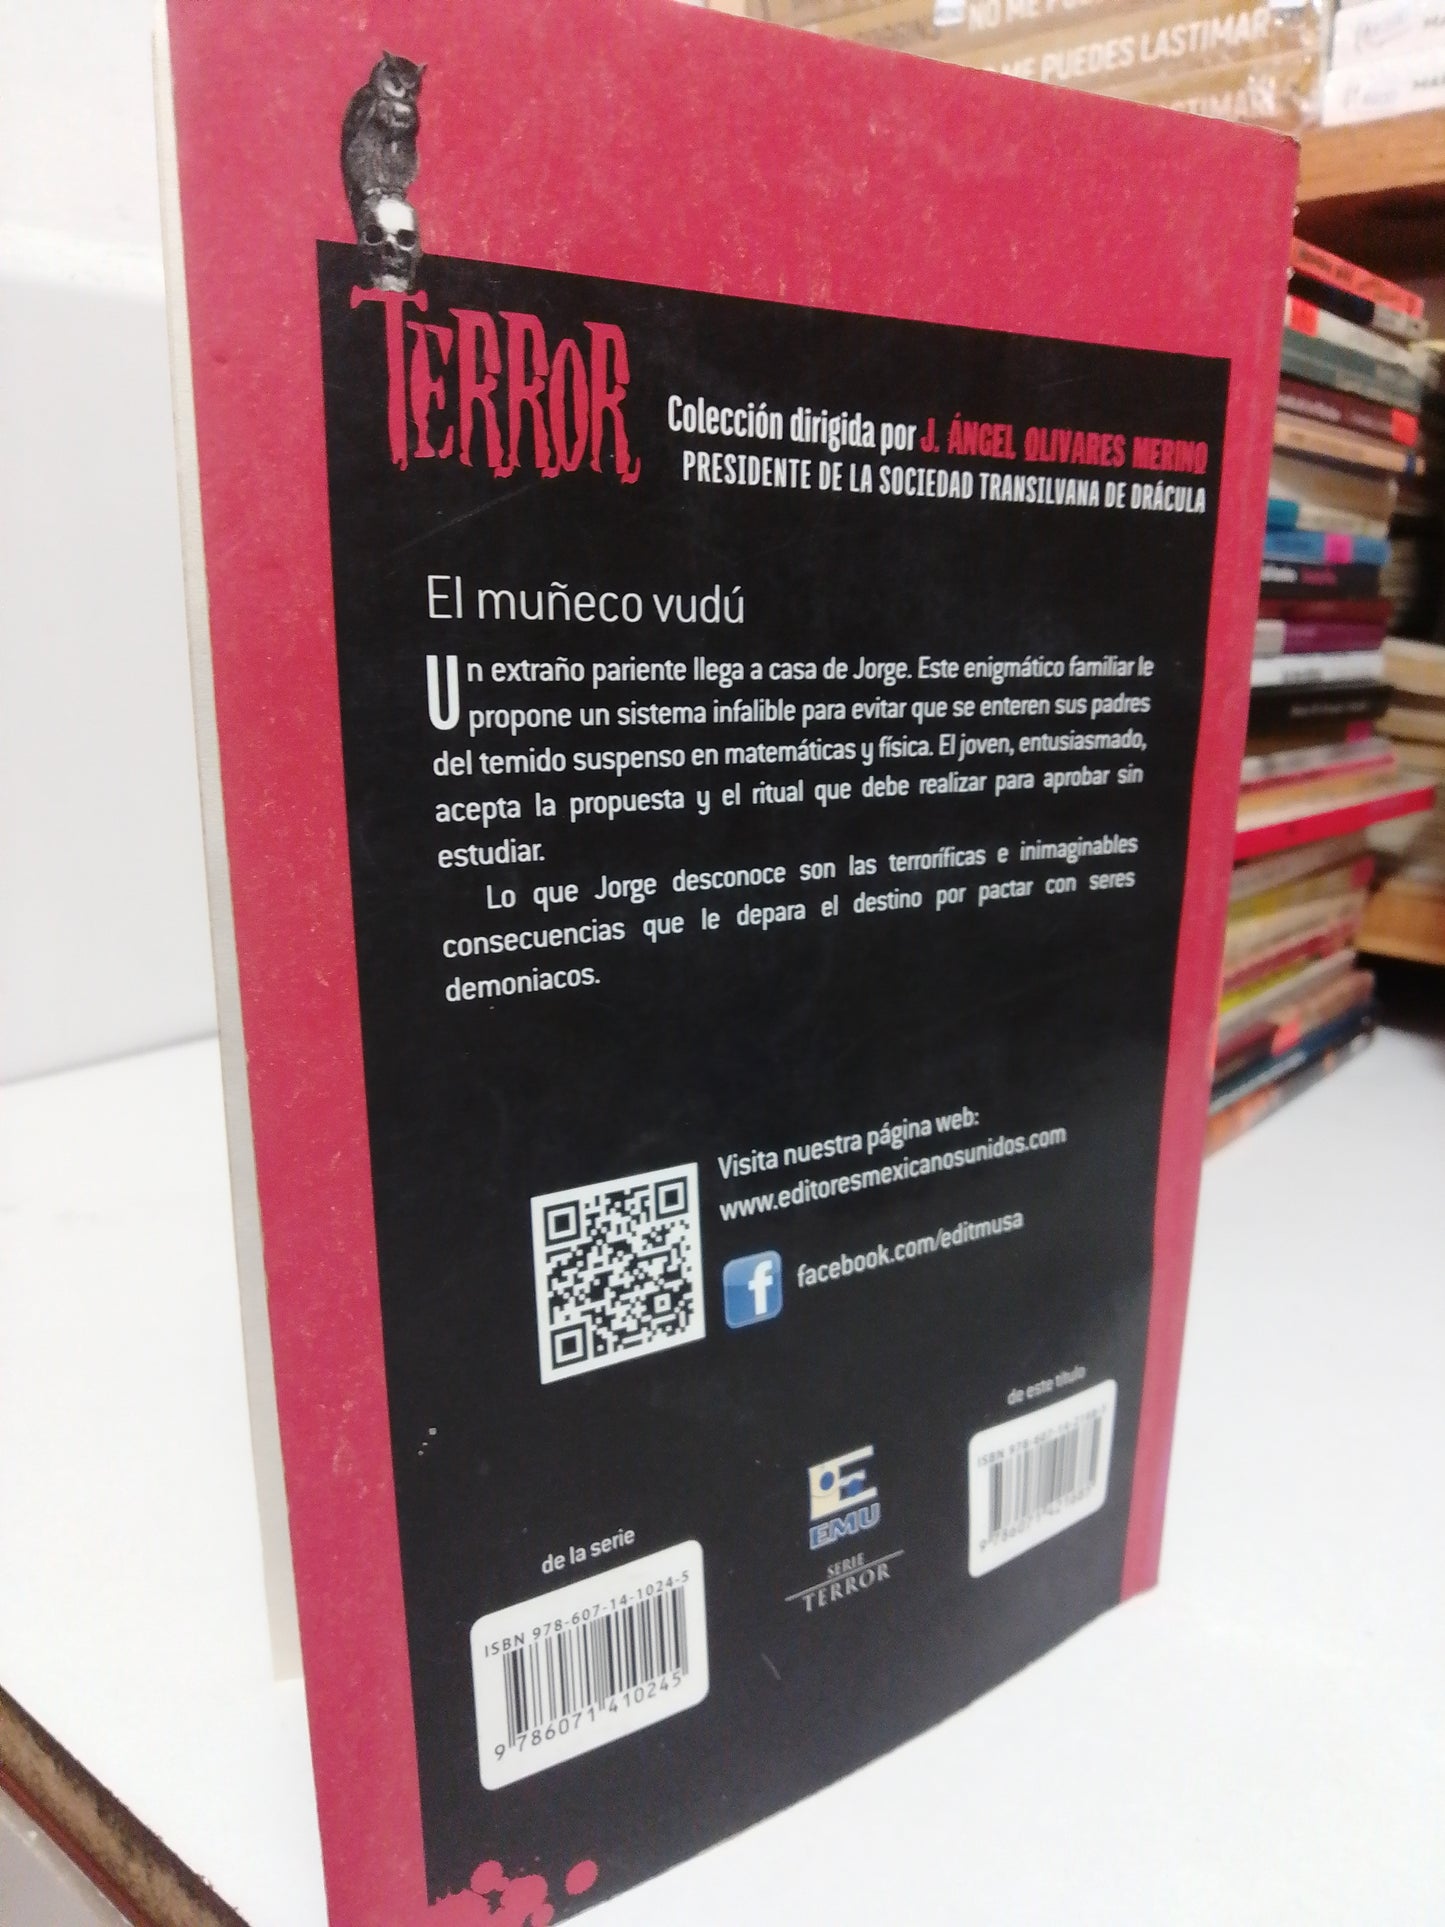 NO ME
ME PUEDES LASTIMAR
TERROR
Colección dirigida por J. ÁNGEL OLIVARES MERINO
PRESIDENTE DE LA SOCIEDAD TRANSILVANA DE DRÁCULA
El muñeco vudú
Un extraño pariente llega a casa de Jorge. Este enigmático familiar le
propone un sistema infalible para evitar que se enteren sus padres
del temido suspenso en matemáticas y física. El joven, entusiasmado,
acepta la propuesta y el ritual que debe realizar para aprobar sin
estudiar.
Lo que Jorge desconoce son las terroríficas e inimaginables
consecuencias que le depara el destino por pactar con seres
demoniacos.
Visita nuestra página web:
www.editoresmexicanosunidos.com
facebook.com/editmusa
de este título
EMU
SERIE
TERROR
de la serie
ISBN 978-607-14-1024-5
9 786071 410245